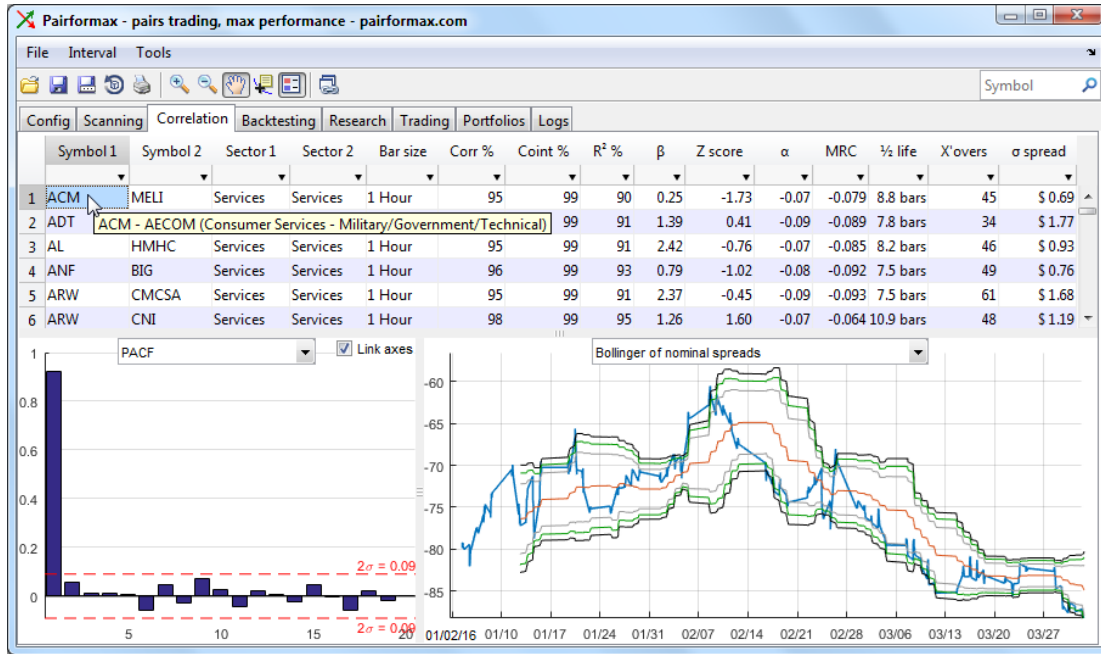 Pairformax - pairs trading, max performance - pairformax.com
File Interval Tools
Symbol
Config Scanning Correlation Backtesting Research Trading Portfolios Logs
Symbol 1 Symbol 2 Sector 1 Sector 2 Bar size Corr % Coint % R² % β Z score α MRC ½ life X'overs σ spread
1 ACM MELI Services Services 1 Hour 95 99 90 0.25 -1.73 -0.07 -0.079 8.8 bars 45 $ 0.69
2 ADT ACM - AECOM (Consumer Services - Military/Government/Technical) 99 91 1.39 0.41 -0.09 -0.089 7.8 bars 34 $ 1.77
3 AL HMHC Services Services 1 Hour 95 99 91 2.42 -0.76 -0.07 -0.085 8.2 bars 46 $ 0.93
4 ANF BIG Services Services 1 Hour 96 99 93 0.79 -1.02 -0.08 -0.092 7.5 bars 49 $ 0.76
5 ARW CMCSA Services Services 1 Hour 95 99 91 2.37 -0.45 -0.09 -0.093 7.5 bars 61 $ 1.68
6 ARW CNI Services Services 1 Hour 98 99 95 1.26 1.60 -0.07 -0.064 10.9 bars 48 $ 1.19
PACF Link axes
1
0.8
0.6
0.4
0.2
0
2σ = 0.09
2σ = 0.09
5 10 15 20
Bollinger of nominal spreads
-60
-65
-70
-75
-80
-85
01/02/16 01/10 01/17 01/24 01/31 02/07 02/14 02/21 02/28 03/06 03/13 03/20 03/27